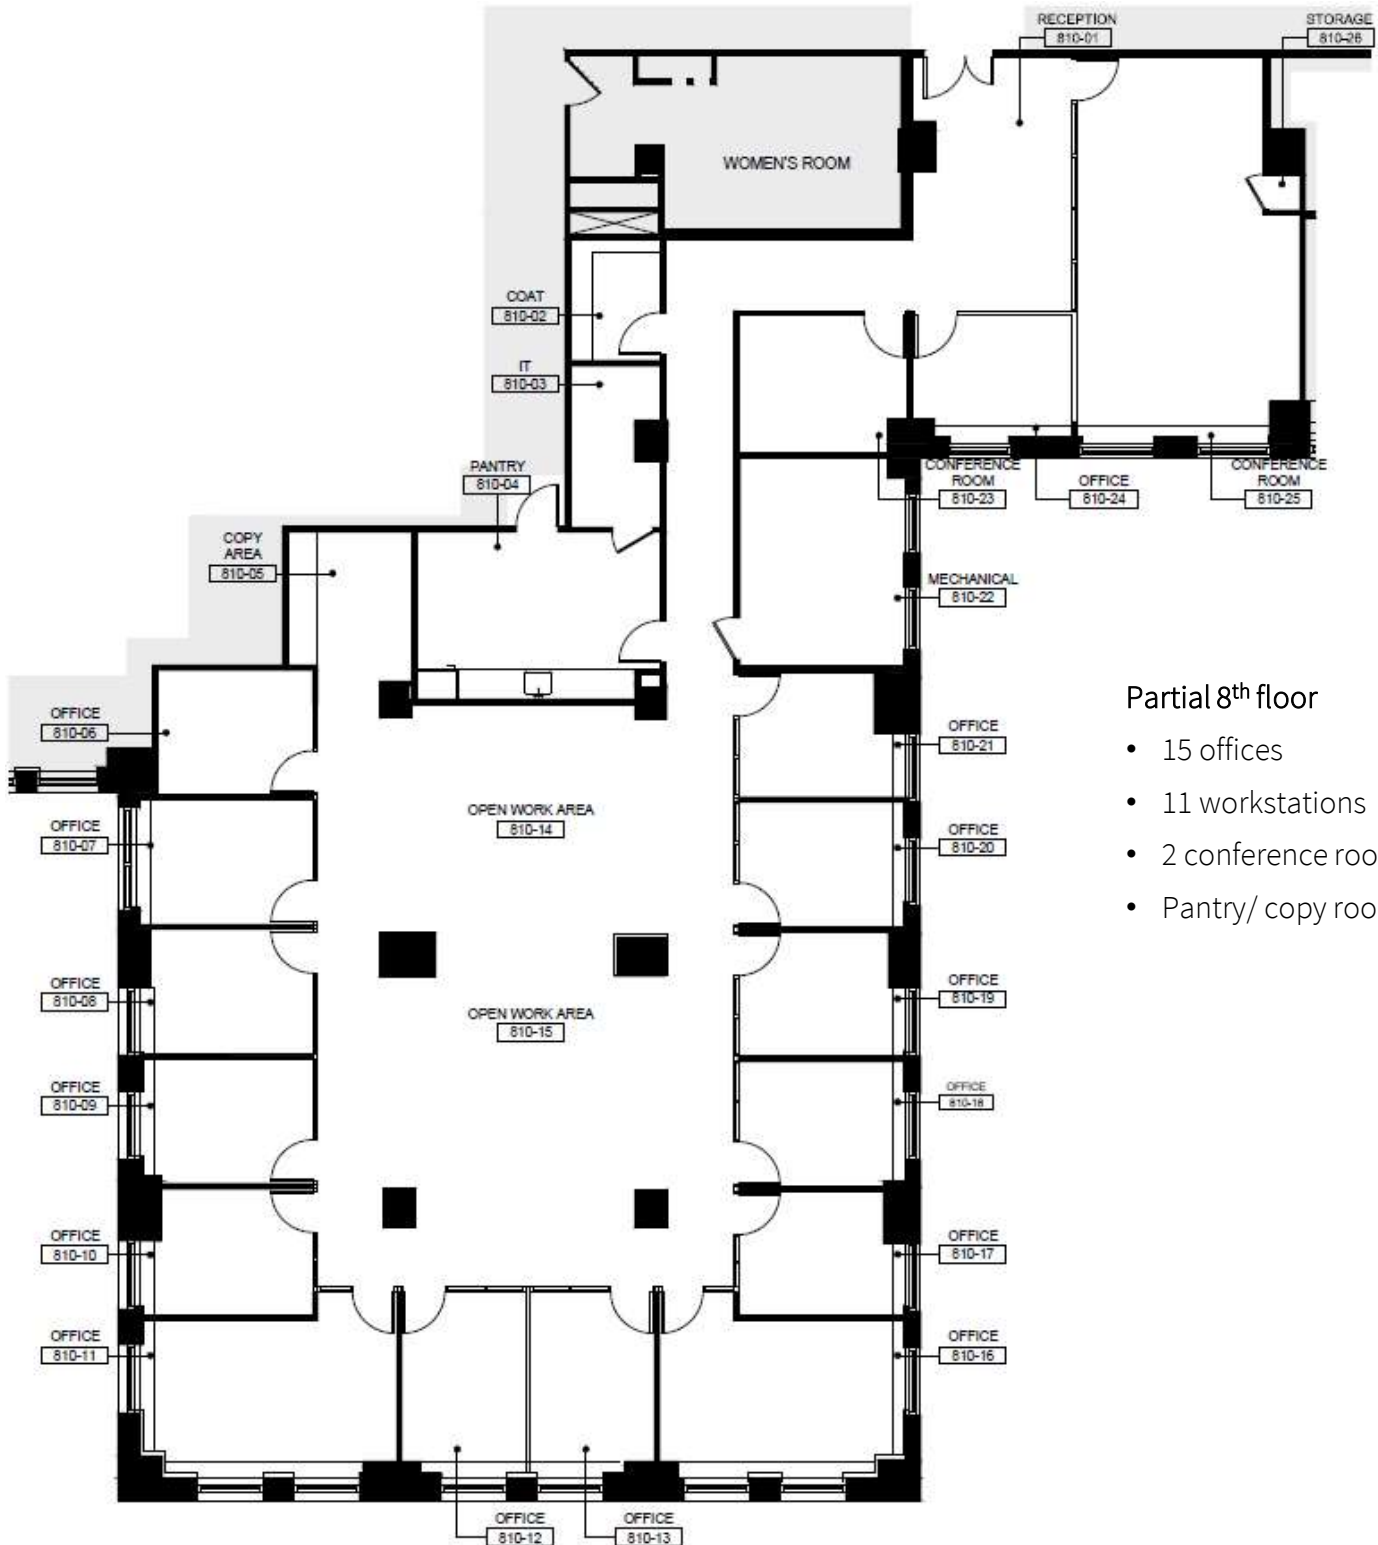 RECEPTION
810-01
STORAGE
810-26
WOMEN'S ROOM
COAT
810-02
IT
810-03
PANTRY
810-04
CONFERENCE
ROOM
810-23
OFFICE
810-24
CONFERENCE
ROOM
810-25
COPY
AREA
810-05
MECHANICAL
810-22
OFFICE
810-06
OFFICE
810-21
OFFICE
810-07
OPEN WORK AREA
810-14
OFFICE
810-20
OFFICE
810-08
OPEN WORK AREA
810-15
OFFICE
810-19
OFFICE
810-09
OFFICE
810-18
OFFICE
810-10
OFFICE
810-17
OFFICE
810-11
OFFICE
810-16
OFFICE
810-12
OFFICE
810-13
Partial 8th floor
• 15 offices
• 11 workstations
• 2 conference roo
• Pantry/ copy roo